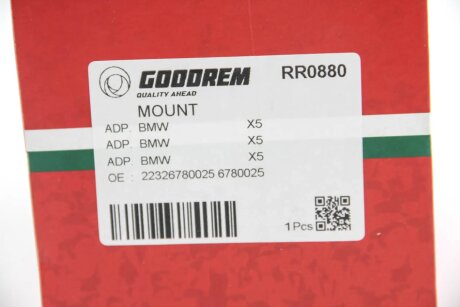 GOODREM RR0880
QUALITY AHEAD
MOUNT
ADP. BMW X5
ADP. BMW X5
ADP. BMW X5
OE : 22326780025 6780025
1Pcs